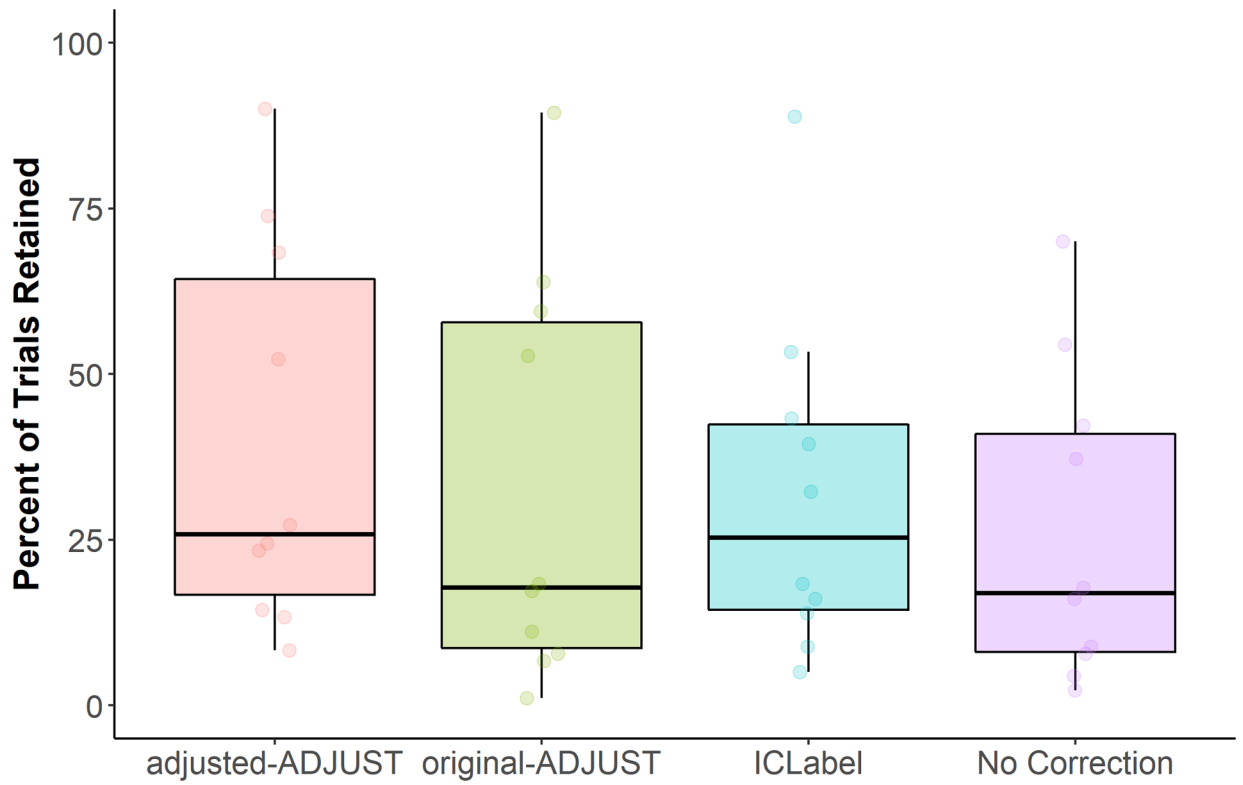 Percent of Trials Retained
100
75
50
25
0
adjusted-ADJUST
original-ADJUST
ICLabel
No Correction